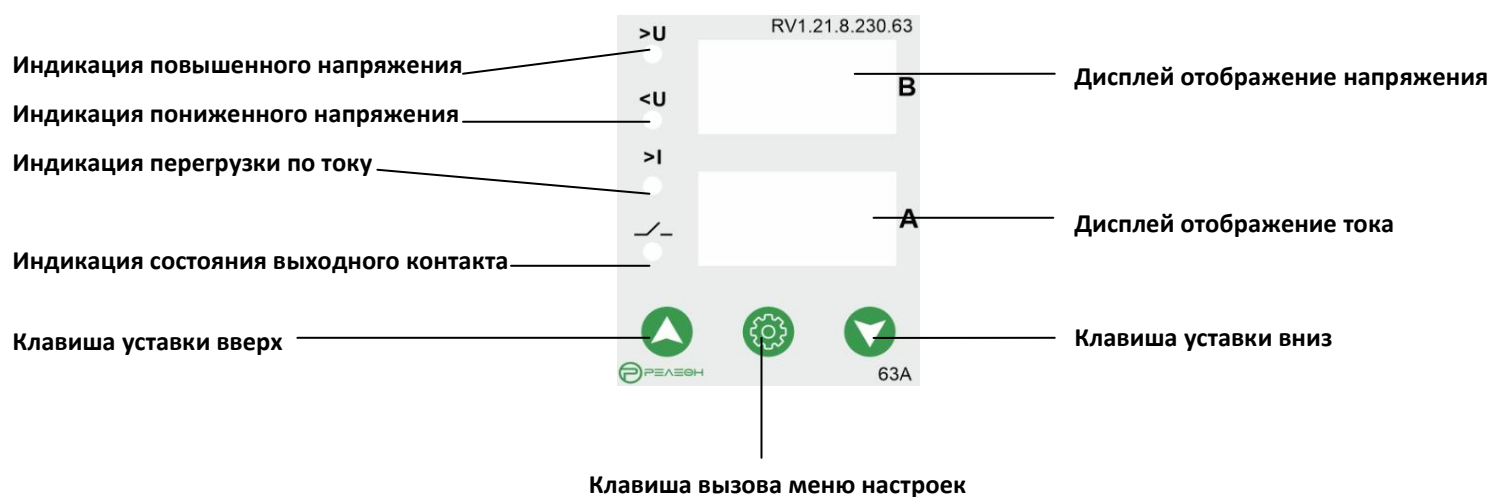 RV1.21.8.230.63
>U
Индикация повышенного напряжения
Дисплей отображение напряжения
В
<U
Индикация пониженного напряжения
>I
Индикация перегрузки по току
А
Дисплей отображение тока
Индикация состояния выходного контакта
Клавиша уставки вверх
Клавиша уставки вниз
РЕЛЕОН
63А
Клавиша вызова меню настроек